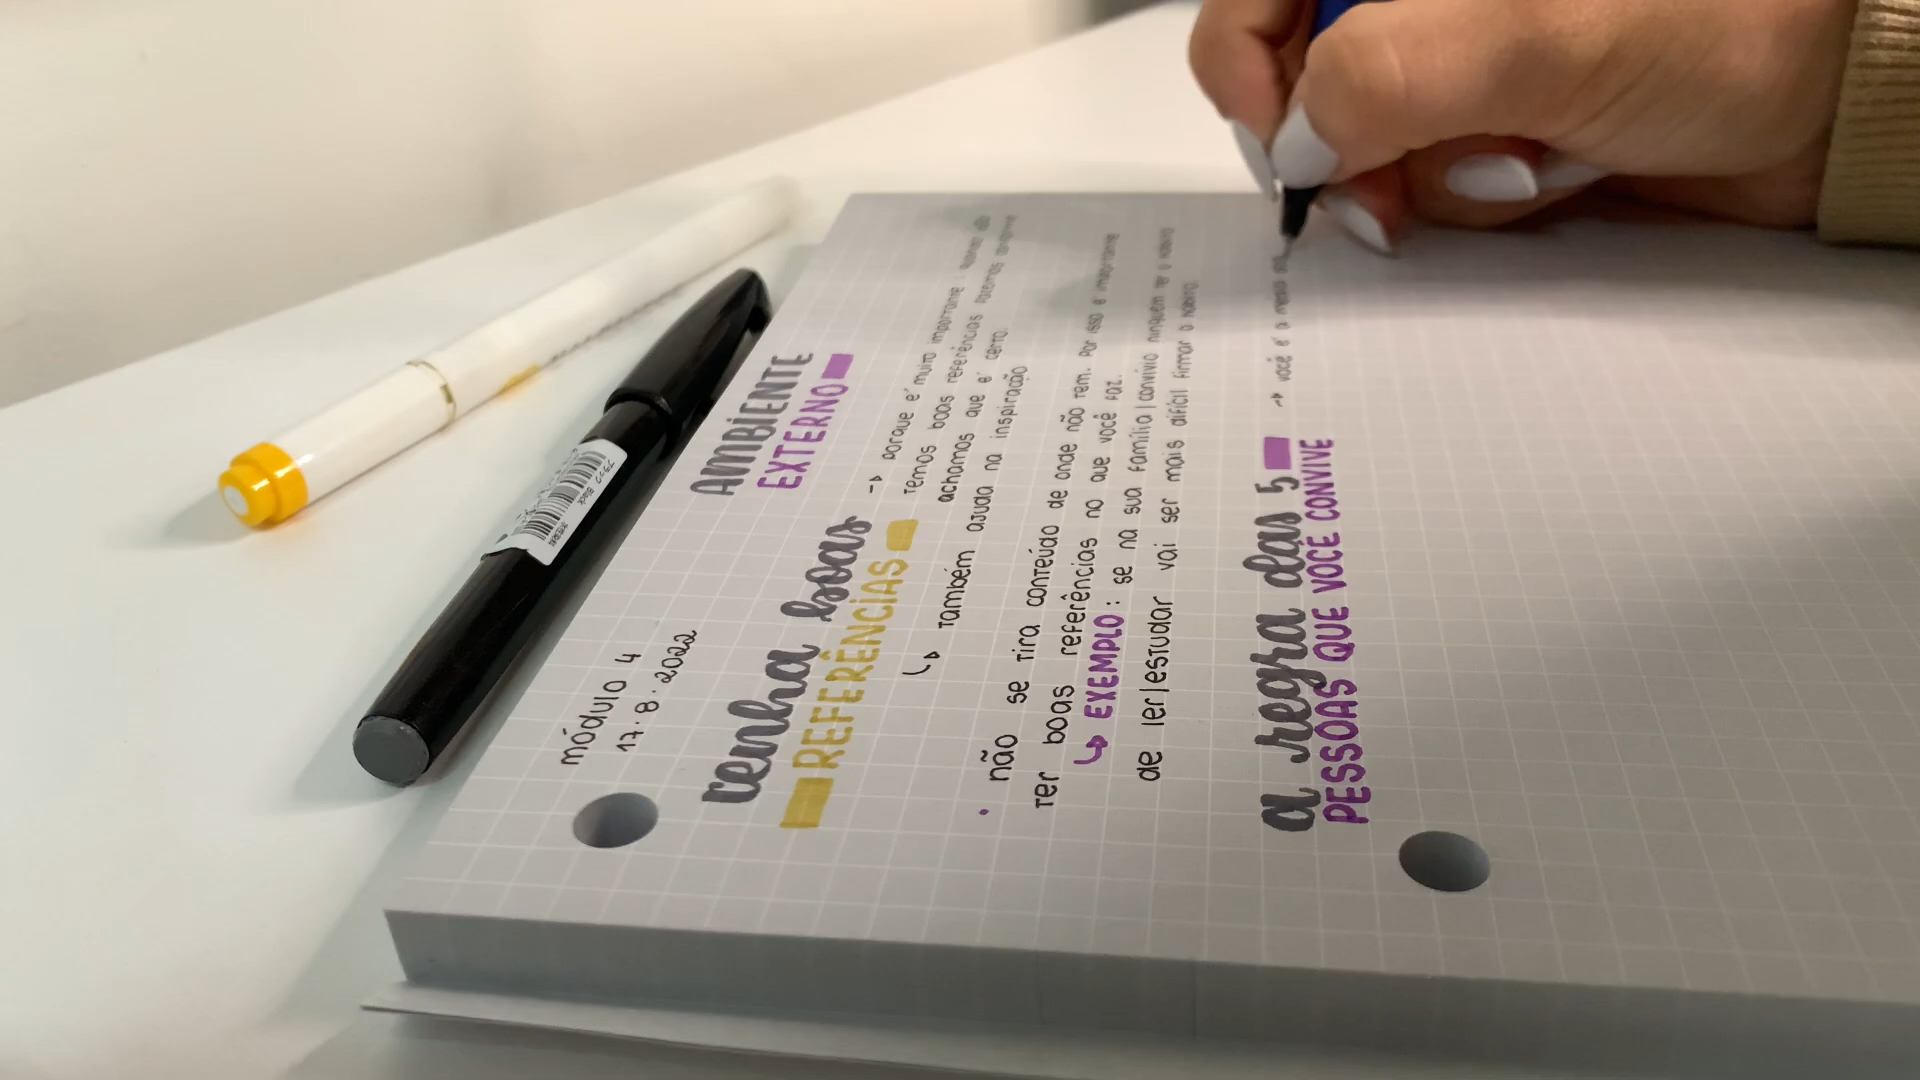 módulo 4
17.8.2022
AMBIENTE
EXTERNO
tenha boas
REFERÊNCIAS
→ porque é muito importante:
temos boas referências
achamos que é certo.
↳ também ajuda na inspiração
• não se tira conteúdo de onde não tem. por isso é importante
ter boas referências no que você faz.
↳ EXEMPLO: se na sua família/convívio ninguém tem o hábito
de ler/estudar vai ser mais difícil firmar o hábito.
a regra das 5
PESSOAS QUE VOCÊ CONVIVE
→ você é a
7377 Black